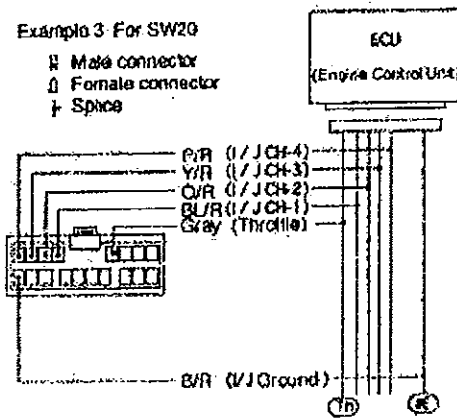 Example 3 For SW20
Male connector
Female connector
Splice
ECU
(Engine Control Unit)
P/R (I/J CH-4)
Y/R (I/J CH-3)
O/R (I/J CH-2)
BL/R (I/J CH-1)
Gray (Throttle)
B/R (I/J Ground)